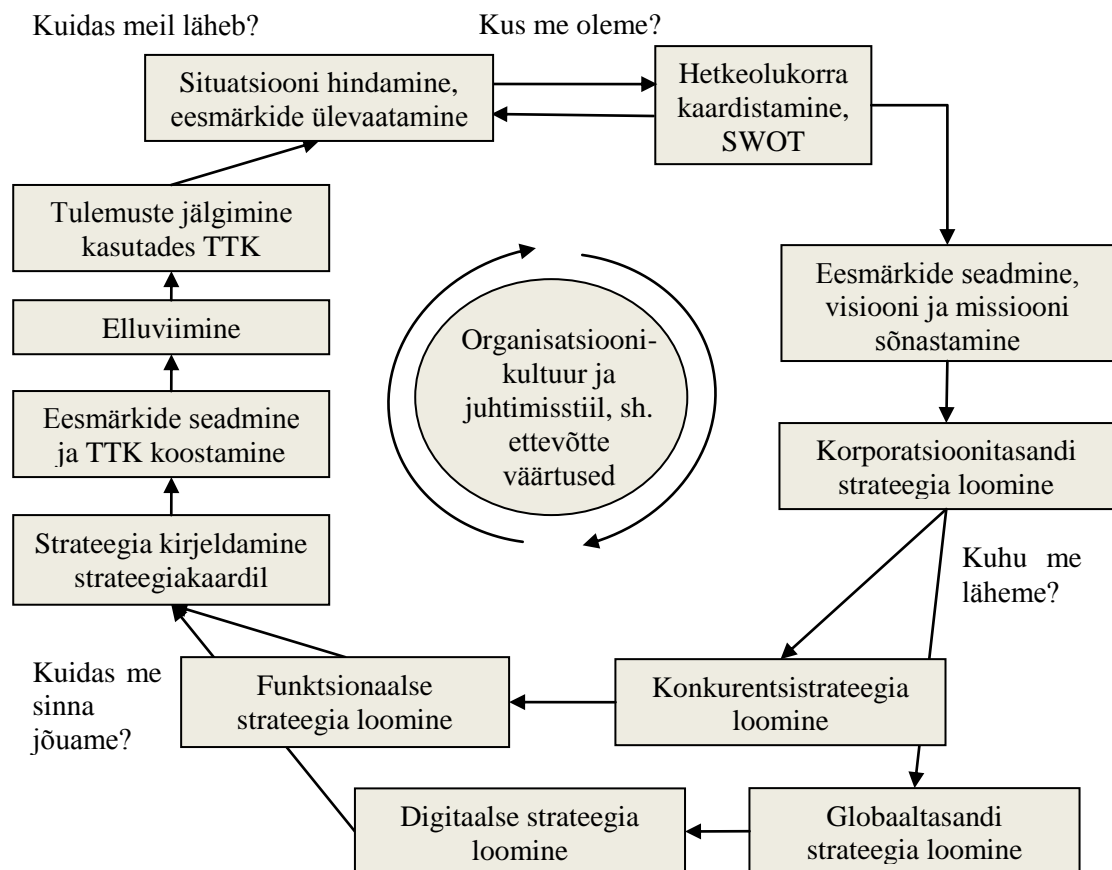 Kuidas meil läheb?
Kus me oleme?
Situatsiooni hindamine,
eesmärkide ülevaatamine
Hetkeolukorra
kaardistamine,
SWOT
Tulemuste jälgimine
kasutades TTK
Eesmärkide seadmine,
visiooni ja missiooni
sõnastamine
Elluviimine
Organisatsiooni-
kultuur ja
juhtimisstiil, sh.
ettevõtte
väärtused
Eesmärkide seadmine
ja TTK koostamine
Korporatsioonitasandi
strateegia loomine
Strateegia kirjeldamine
strateegiakaardil
Kuhu me
läheme?
Kuidas me
sinna
jõuame?
Funktsionaalse
strateegia loomine
Konkurentsistrateegia
loomine
Digitaalse strateegia
loomine
Globaaltasandi
strateegia loomine